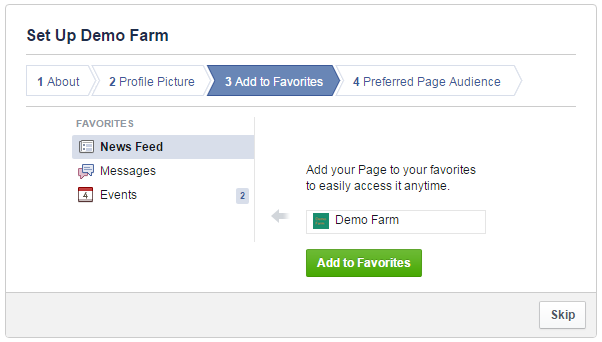 Set Up Demo Farm
1 About
2 Profile Picture
3 Add to Favorites
4 Preferred Page Audience
FAVORITES
News Feed
Messages
4 Events 2
Add your Page to your favorites
to easily access it anytime.
Demo Farm
Add to Favorites
Skip